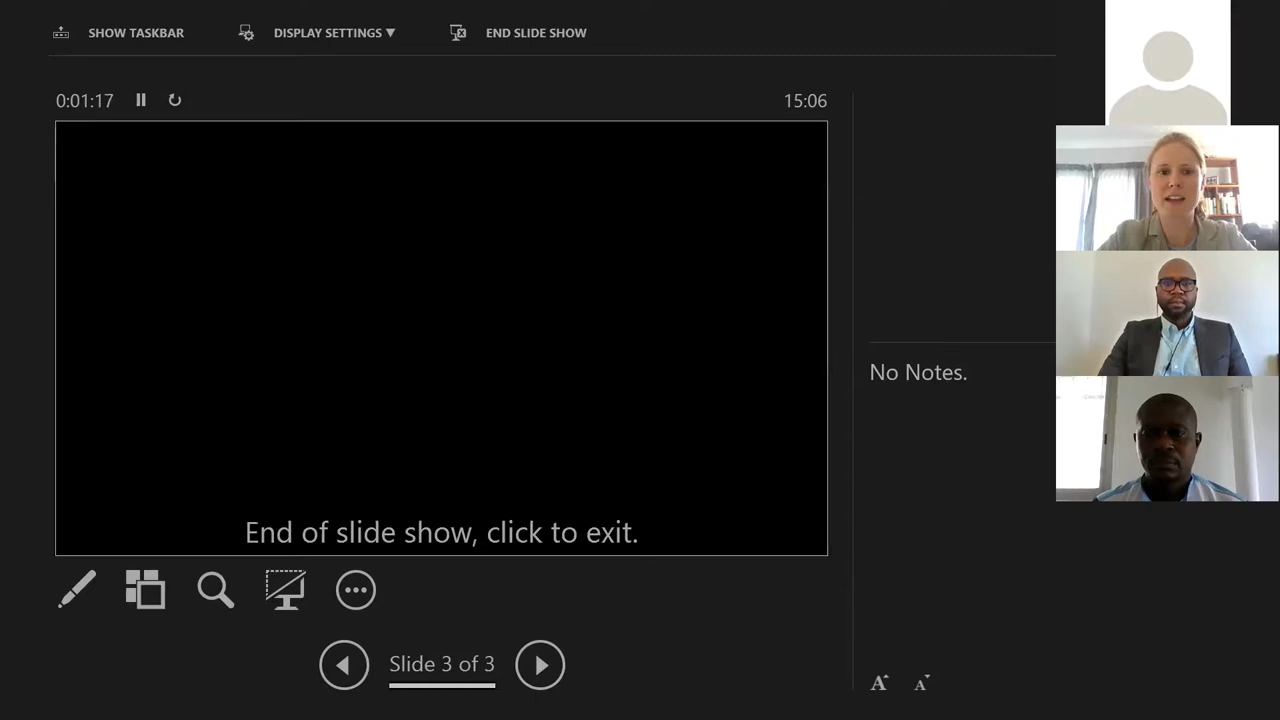 SHOW TASKBAR
DISPLAY SETTINGS ▼
END SLIDE SHOW
0:01:17
15:06
End of slide show, click to exit.
No Notes.
Slide 3 of 3
A
A